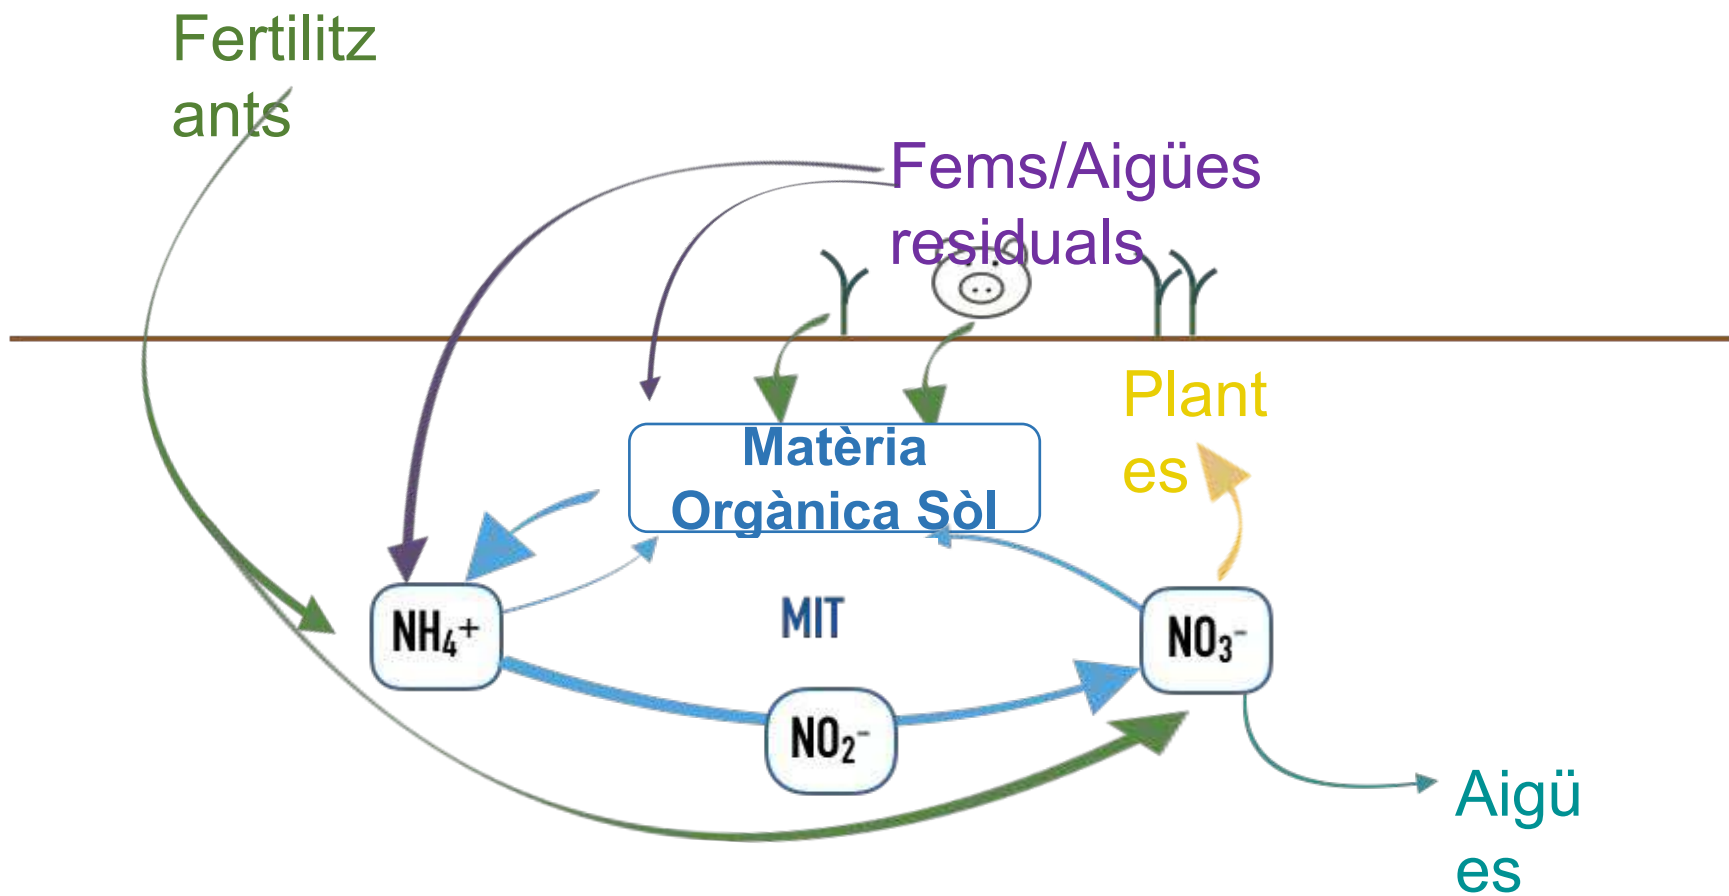 Fertilitz
ants
Fems/Aigües
residuals
Plant
es
Matèria
Orgànica Sòl
MIT
NH₄⁺
NO₃⁻
NO₂⁻
Aigü
es